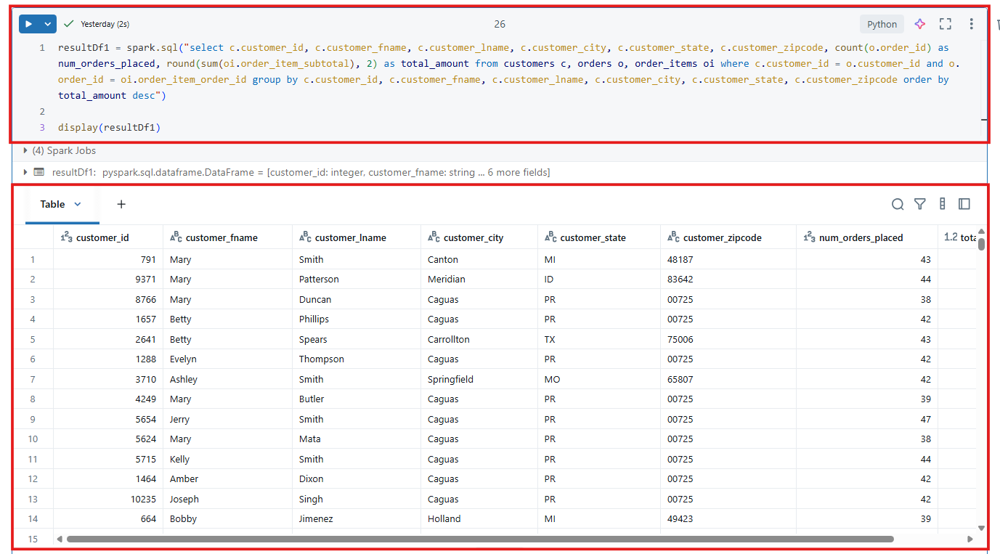 Yesterday (2s) 26 Python
1 resultDf1 = spark.sql("select c.customer_id, c.customer_fname, c.customer_lname, c.customer_city, c.customer_state, c.customer_zipcode, count(o.order_id) as
num_orders_placed, round(sum(oi.order_item_subtotal), 2) as total_amount from customers c, orders o, order_items oi where c.customer_id = o.customer_id and o.
order_id = oi.order_item_order_id group by c.customer_id, c.customer_fname, c.customer_lname, c.customer_city, c.customer_state, c.customer_zipcode order by
total_amount desc")
2
3 display(resultDf1)
(4) Spark Jobs
resultDf1: pyspark.sql.dataframe.DataFrame = [customer_id: integer, customer_fname: string ... 6 more fields]
Table +
123 customer_id ABC customer_fname ABC customer_lname ABC customer_city ABC customer_state ABC customer_zipcode 123 num_orders_placed 1.2 tota
1 791 Mary Smith Canton MI 48187 43
2 9371 Mary Patterson Meridian ID 83642 44
3 8766 Mary Duncan Caguas PR 00725 38
4 1657 Betty Phillips Caguas PR 00725 42
5 2641 Betty Spears Carrollton TX 75006 43
6 1288 Evelyn Thompson Caguas PR 00725 42
7 3710 Ashley Smith Springfield MO 65807 42
8 4249 Mary Butler Caguas PR 00725 39
9 5654 Jerry Smith Caguas PR 00725 47
10 5624 Mary Mata Caguas PR 00725 38
11 5715 Kelly Smith Caguas PR 00725 44
12 1464 Amber Dixon Caguas PR 00725 42
13 10235 Joseph Singh Caguas PR 00725 42
14 664 Bobby Jimenez Holland MI 49423 39
15